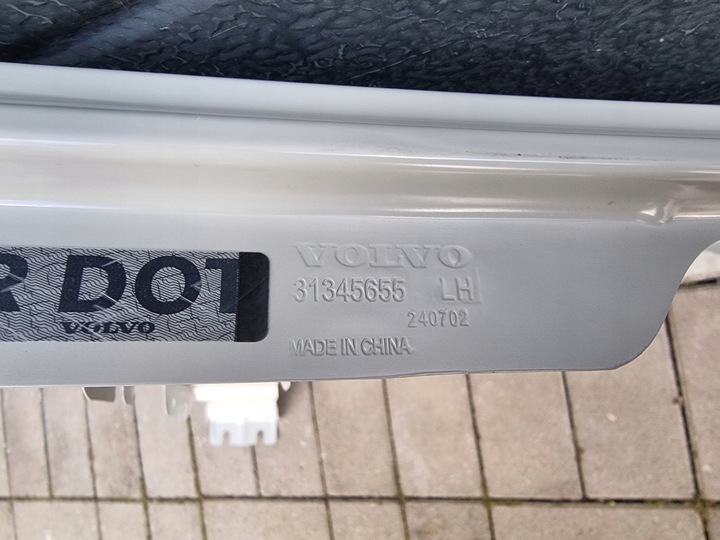 VOLVO
31345655 LH
240702
MADE IN CHINA
R DOT
VOLVO